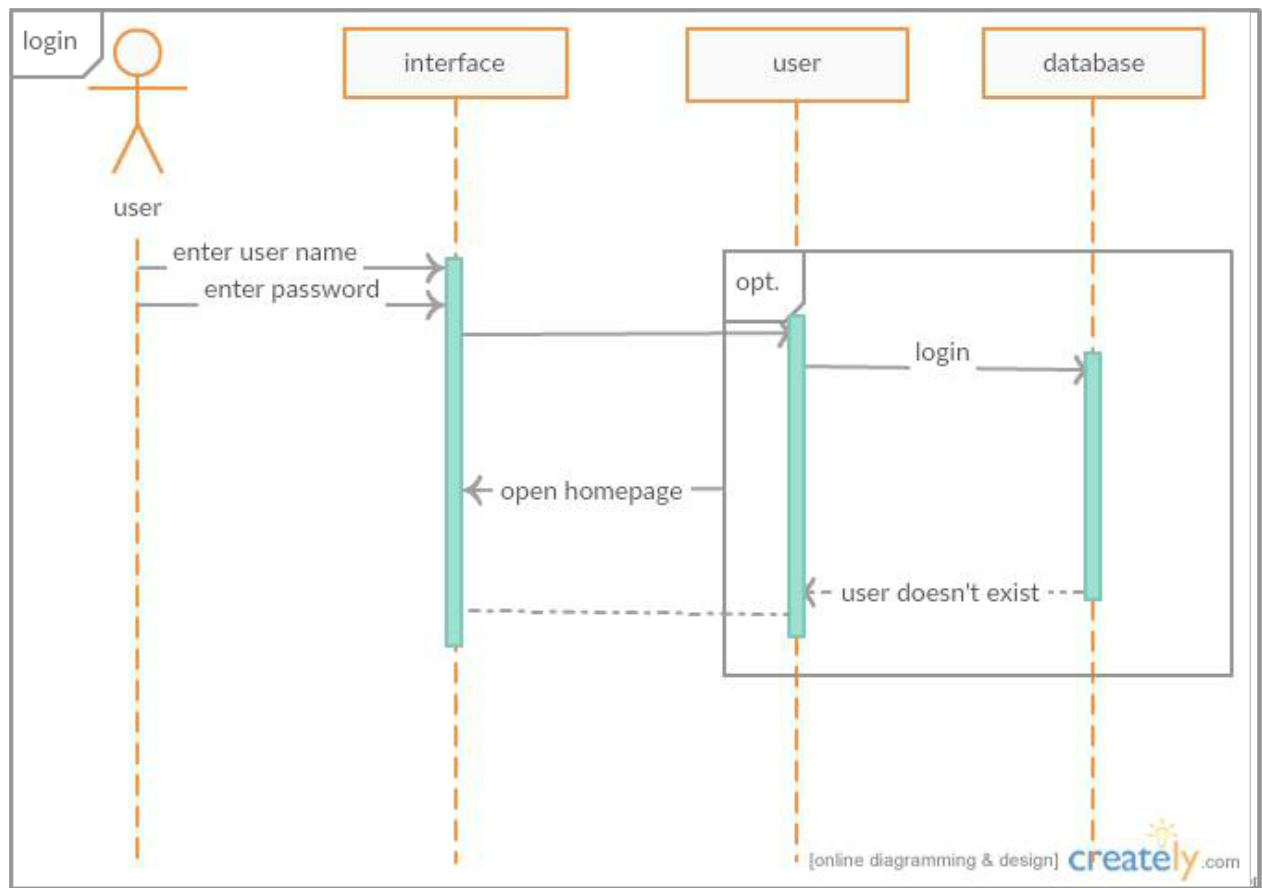 login
interface
user
database
user
enter user name
enter password
opt.
login
open homepage
user doesn't exist
[online diagramming & design] creately.com